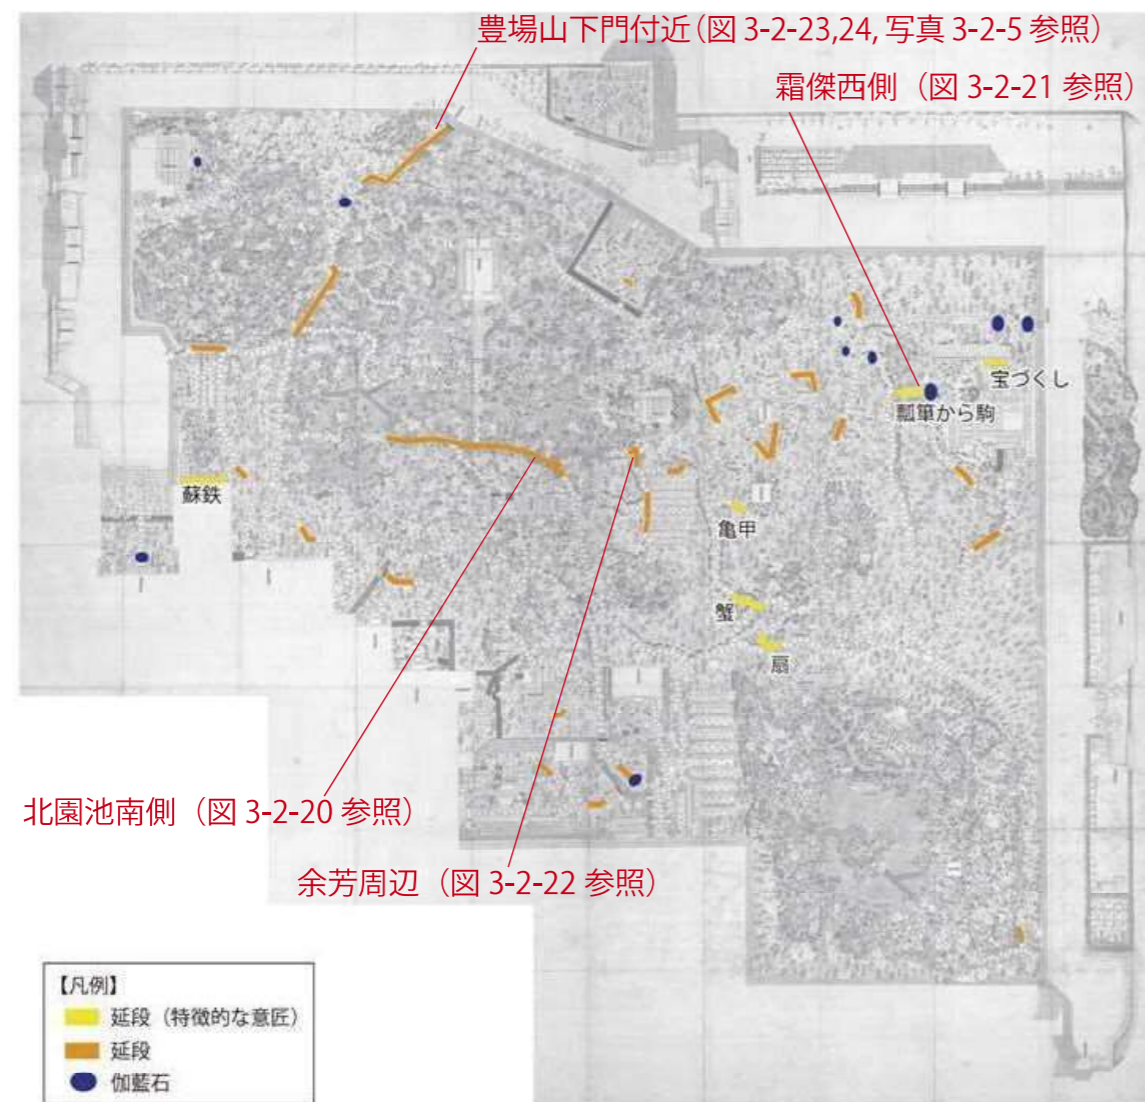 豊場山下門付近(図 3-2-23,24, 写真 3-2-5 参照)
霜傑西側(図 3-2-21 参照)
宝づくし
瓢箪から駒
蘇鉄
亀甲
蟹
扇
北園池南側(図 3-2-20 参照)
余芳周辺(図 3-2-22 参照)
【凡例】
延段(特徴的な意匠)
延段
伽藍石